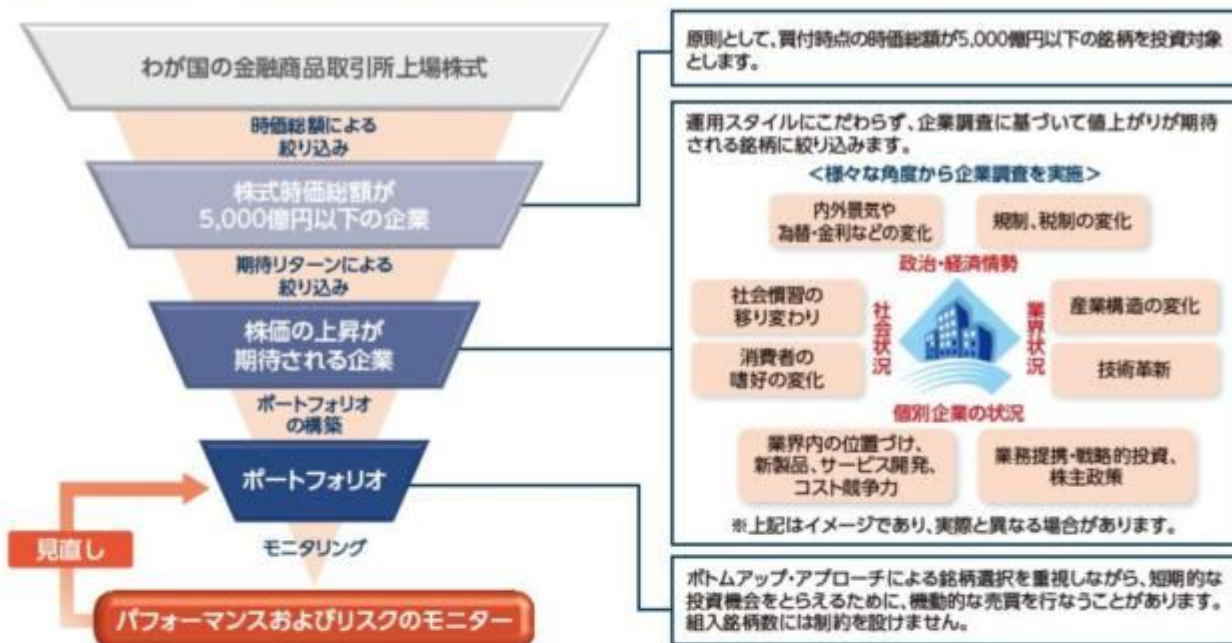 わが国の金融商品取引所上場株式
時価総額による
絞り込み
株式時価総額が
5,000億円以下の企業
期待リターンによる
絞り込み
株価の上昇が
期待される企業
ポートフォリオ
の構築
ポートフォリオ
見直し
モニタリング
パフォーマンスおよびリスクのモニター
原則として、買付時点の時価総額が5,000億円以下の銘柄を投資対象
とします。
運用スタイルにこだわらず、企業調査に基づいて値上がりが期待
される銘柄に絞り込みます。
<様々な角度から企業調査を実施>
内外景気や
為替・金利などの変化
規制、税制の変化
政治・経済情勢
社会慣習の
移り変わり
消費者の
嗜好の変化
社会状況
業界状況
産業構造の変化
技術革新
個別企業の状況
業界内の位置づけ、
新製品、サービス開発、
コスト競争力
業務提携・戦略的投資、
株主政策
※上記はイメージであり、実際と異なる場合があります。
ボトムアップ・アプローチによる銘柄選択を重視しながら、短期的な
投資機会をとらえるために、機動的な売買を行なうことがあります。
組入銘柄数には制約を設けません。